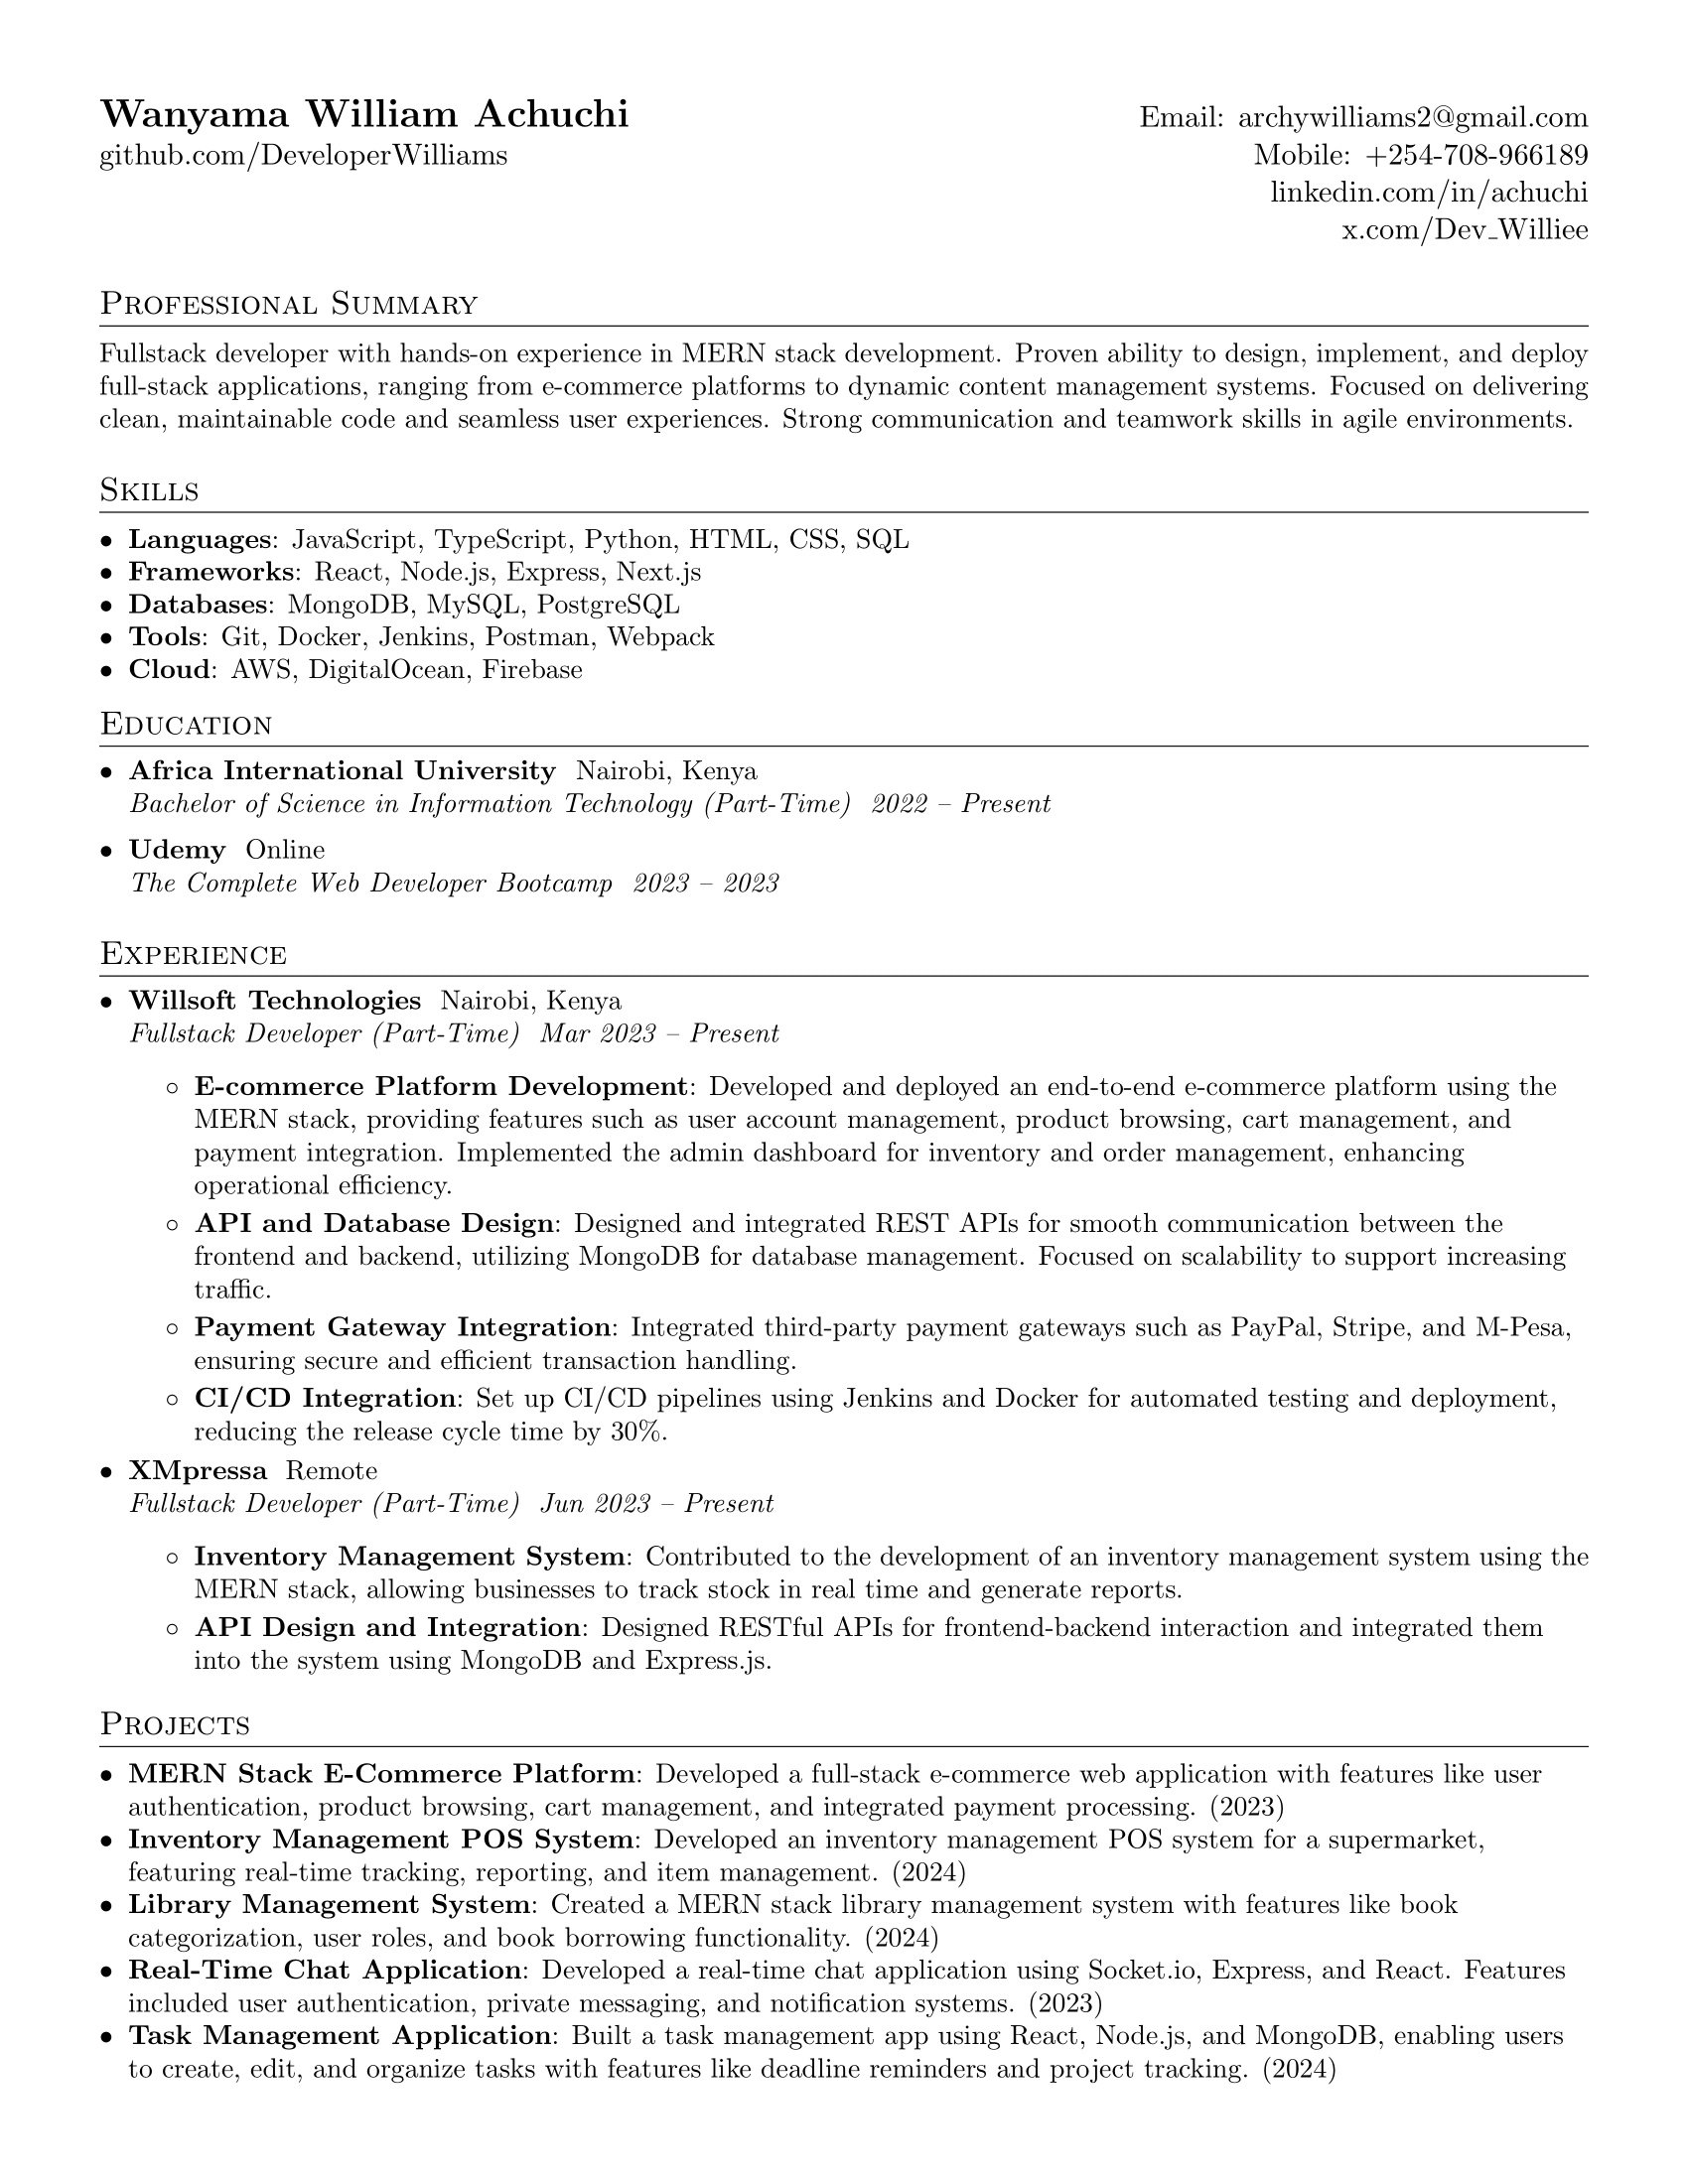 Wanyama William Achuchi
github.com/DeveloperWilliams
Email: archywilliams2@gmail.com
Mobile: +254-708-966189
linkedin.com/in/achuchi
x.com/Dev_Williee
Professional Summary
Fullstack developer with hands-on experience in MERN stack development. Proven ability to design, implement, and deploy
full-stack applications, ranging from e-commerce platforms to dynamic content management systems. Focused on delivering
clean, maintainable code and seamless user experiences. Strong communication and teamwork skills in agile environments.
Skills
• Languages: JavaScript, TypeScript, Python, HTML, CSS, SQL
• Frameworks: React, Node.js, Express, Next.js
• Databases: MongoDB, MySQL, PostgreSQL
• Tools: Git, Docker, Jenkins, Postman, Webpack
• Cloud: AWS, DigitalOcean, Firebase
Education
• Africa International University Nairobi, Kenya
Bachelor of Science in Information Technology (Part-Time) 2022 – Present
• Udemy Online
The Complete Web Developer Bootcamp 2023 – 2023
Experience
• Willsoft Technologies Nairobi, Kenya
Fullstack Developer (Part-Time) Mar 2023 – Present
◦ E-commerce Platform Development: Developed and deployed an end-to-end e-commerce platform using the
MERN stack, providing features such as user account management, product browsing, cart management, and
payment integration. Implemented the admin dashboard for inventory and order management, enhancing
operational efficiency.
◦ API and Database Design: Designed and integrated REST APIs for smooth communication between the
frontend and backend, utilizing MongoDB for database management. Focused on scalability to support increasing
traffic.
◦ Payment Gateway Integration: Integrated third-party payment gateways such as PayPal, Stripe, and M-Pesa,
ensuring secure and efficient transaction handling.
◦ CI/CD Integration: Set up CI/CD pipelines using Jenkins and Docker for automated testing and deployment,
reducing the release cycle time by 30%.
• XMpressa Remote
Fullstack Developer (Part-Time) Jun 2023 – Present
◦ Inventory Management System: Contributed to the development of an inventory management system using the
MERN stack, allowing businesses to track stock in real time and generate reports.
◦ API Design and Integration: Designed RESTful APIs for frontend-backend interaction and integrated them
into the system using MongoDB and Express.js.
Projects
• MERN Stack E-Commerce Platform: Developed a full-stack e-commerce web application with features like user
authentication, product browsing, cart management, and integrated payment processing. (2023)
• Inventory Management POS System: Developed an inventory management POS system for a supermarket,
featuring real-time tracking, reporting, and item management. (2024)
• Library Management System: Created a MERN stack library management system with features like book
categorization, user roles, and book borrowing functionality. (2024)
• Real-Time Chat Application: Developed a real-time chat application using Socket.io, Express, and React. Features
included user authentication, private messaging, and notification systems. (2023)
• Task Management Application: Built a task management app using React, Node.js, and MongoDB, enabling users
to create, edit, and organize tasks with features like deadline reminders and project tracking. (2024)